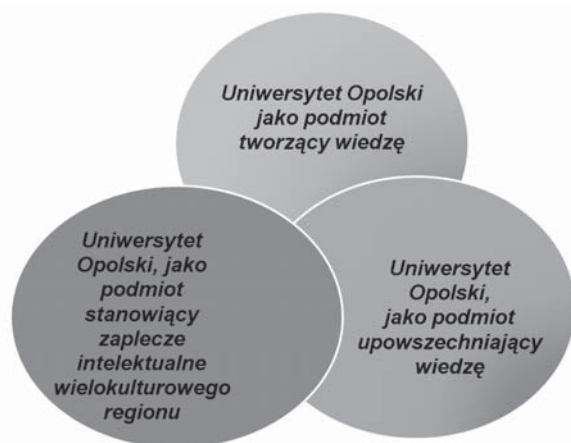 Uniwersytet Opolski
jako podmiot
tworzący wiedzę
Uniwersytet
Opolski, jako
podmiot
stanowiący
zaplecze
intelektualne
wielokulturowego
regionu
Uniwersytet
Opolski,
jako podmiot
upowszechniający
wiedzę